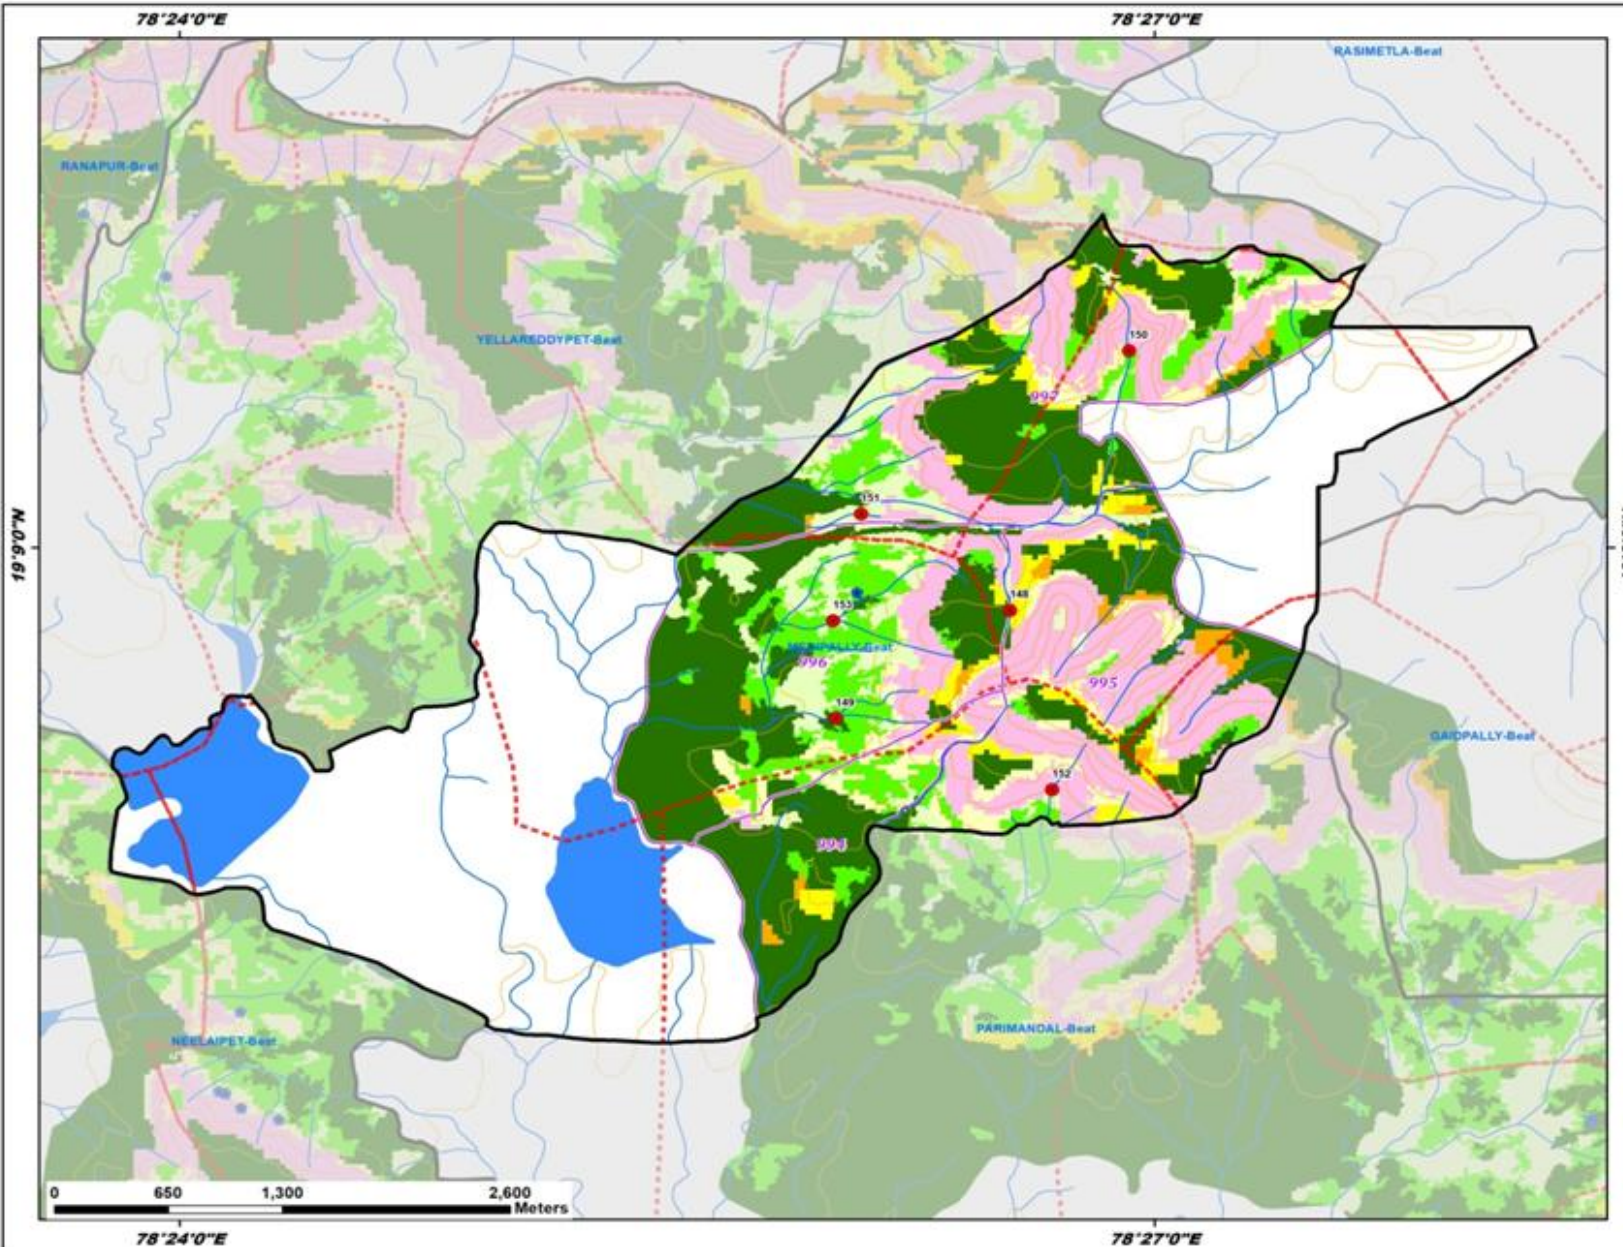 78°24'0"E
78°27'0"E
RASIMETLA-Beat
RANAPUR-Beat
YELLAREDDYPET-Beat
150
997
151
19°9'0"N
148
153
996
995
149
GAIDPALLY-Beat
152
994
PARIMANDAL-Beat
NEELAIPET-Beat
0 650 1,300 2,600
Meters
78°24'0"E
78°27'0"E